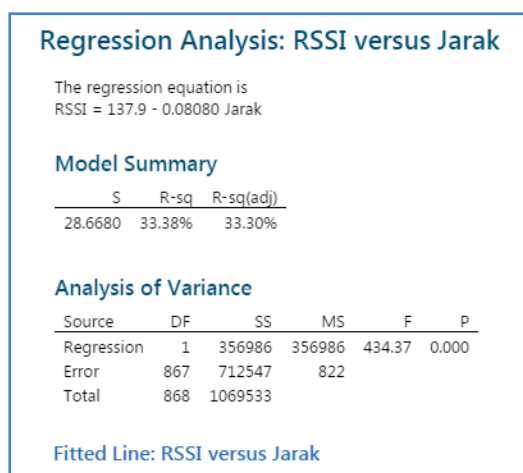 Regression Analysis: RSSI versus Jarak
The regression equation is
RSSI = 137.9 - 0.08080 Jarak
Model Summary
S R-sq R-sq(adj)
28.6680 33.38% 33.30%
Analysis of Variance
Source DF SS MS F P
Regression 1 356986 356986 434.37 0.000
Error 867 712547 822
Total 868 1069533
Fitted Line: RSSI versus Jarak